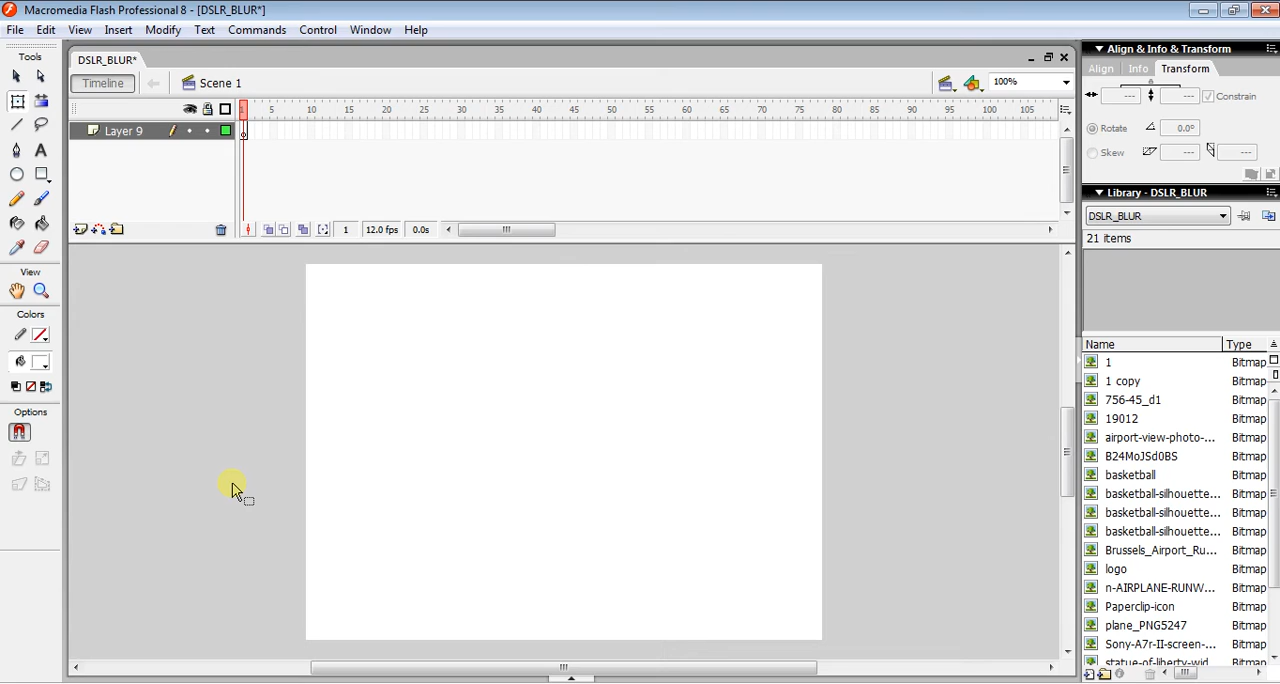 Macromedia Flash Professional 8 - [DSLR_BLUR*]
File Edit View Insert Modify Text Commands Control Window Help
Tools
DSLR_BLUR*
Timeline
Scene 1
100%
Align & Info & Transform
Align Info Transform
--- --- Constrain
Rotate 0.0°
Skew --- ---
1 5 10 15 20 25 30 35 40 45 50 55 60 65 70 75 80 85 90 95 100 105
Layer 9
1 12.0 fps 0.0s
View
Colors
Options
Library - DSLR_BLUR
DSLR_BLUR
21 items
Name Type
1 Bitmap
1 copy Bitmap
756-45_d1 Bitmap
19012 Bitmap
airport-view-photo-... Bitmap
B24MoJSd0BS Bitmap
basketball Bitmap
basketball-silhouette... Bitmap
basketball-silhouette... Bitmap
basketball-silhouette... Bitmap
Brussels_Airport_Ru... Bitmap
logo Bitmap
n-AIRPLANE-RUNW... Bitmap
Paperclip-icon Bitmap
plane_PNG5247 Bitmap
Sony-A7r-II-screen-... Bitmap
statue-of-liberty-wid... Bitmap